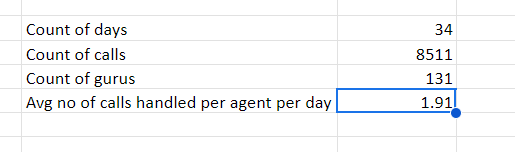 Count of days 34
Count of calls 8511
Count of gurus 131
Avg no of calls handled per agent per day 1.91